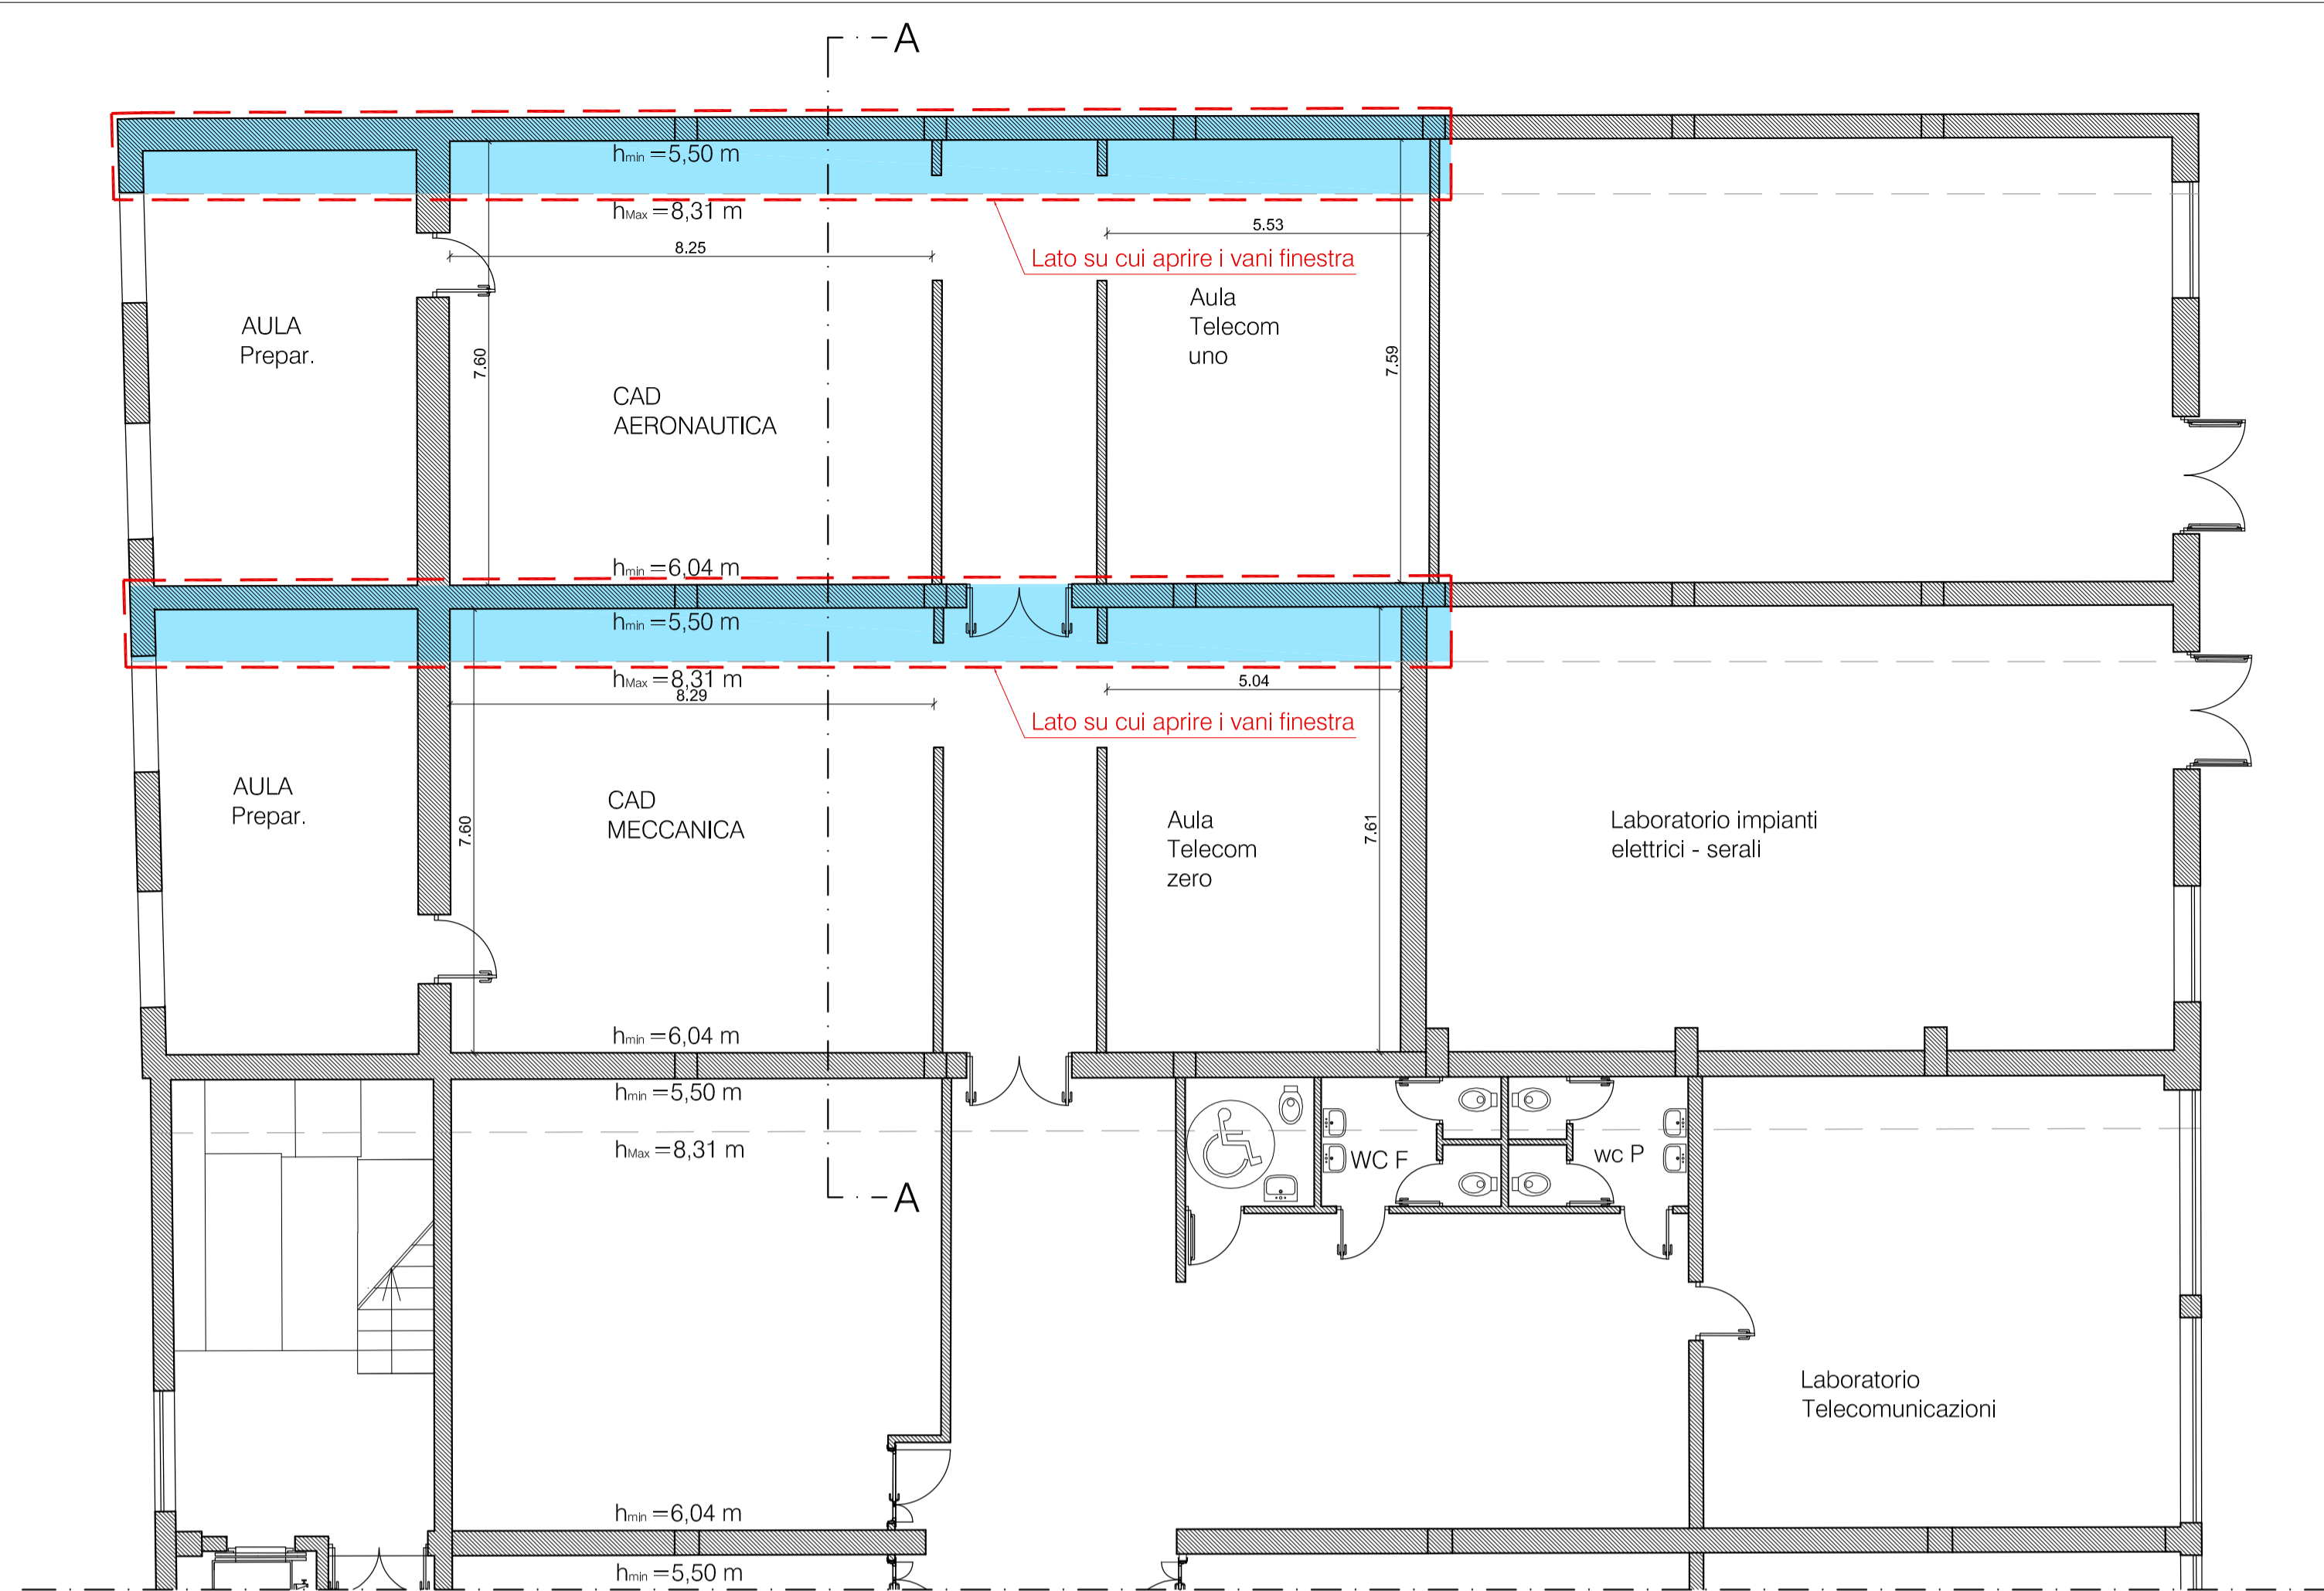 A
hmin =5,50 m
hMax =8,31 m
8.25
5.53
Lato su cui aprire i vani finestra
AULA
Prepar.
7.60
CAD
AERONAUTICA
Aula
Telecom
uno
7.59
hmin =6,04 m
hmin =5,50 m
hMax =8,31 m
8.29
5.04
Lato su cui aprire i vani finestra
AULA
Prepar.
7.60
CAD
MECCANICA
Aula
Telecom
zero
7.61
Laboratorio impianti
elettrici - serali
hmin =6,04 m
hmin =5,50 m
hMax =8,31 m
A
WC F
wc P
Laboratorio
Telecomunicazioni
hmin =6,04 m
hmin =5,50 m